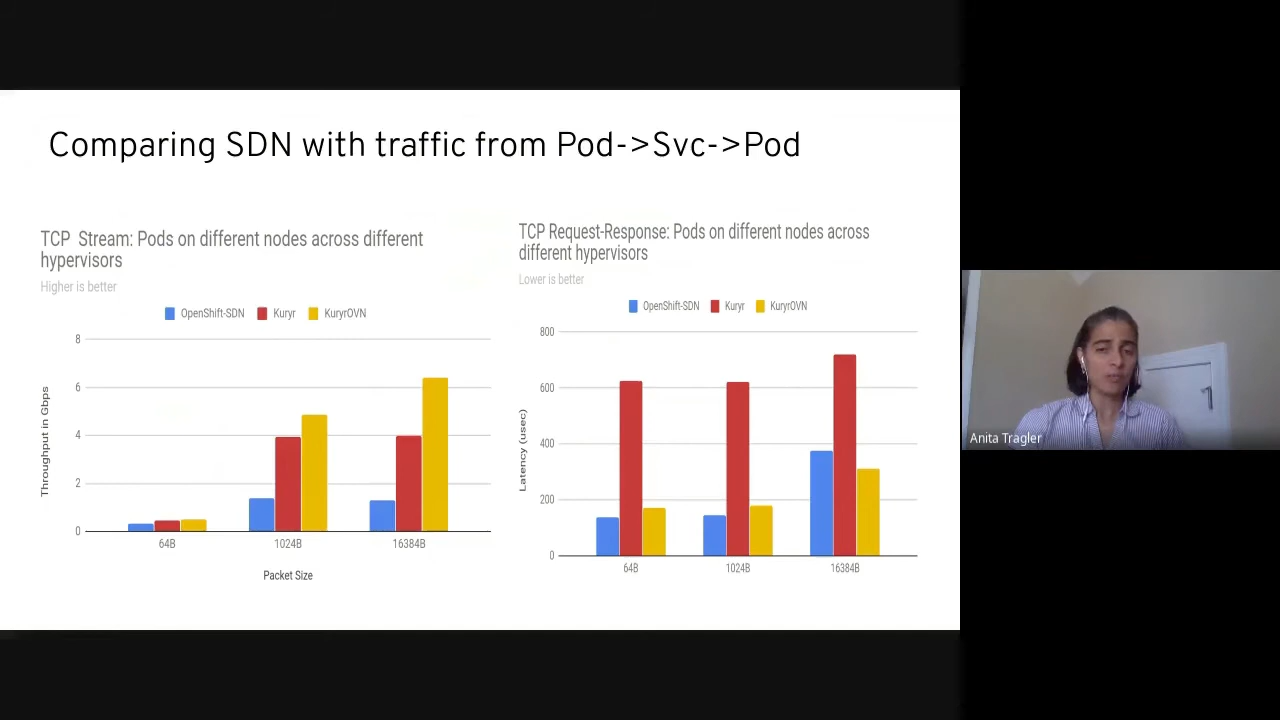 Comparing SDN with traffic from Pod->Svc->Pod
TCP  Stream: Pods on different nodes across different
hypervisors
Higher is better
OpenShift-SDN
Kuryr
KuryrOVN
8
6
4
2
0
Throughput in Gbps
64B
1024B
16384B
Packet Size
TCP Request-Response: Pods on different nodes across
different hypervisors
Lower is better
OpenShift-SDN
Kuryr
KuryrOVN
800
600
400
200
0
Latency (usec)
64B
1024B
16384B
Anita Tragler